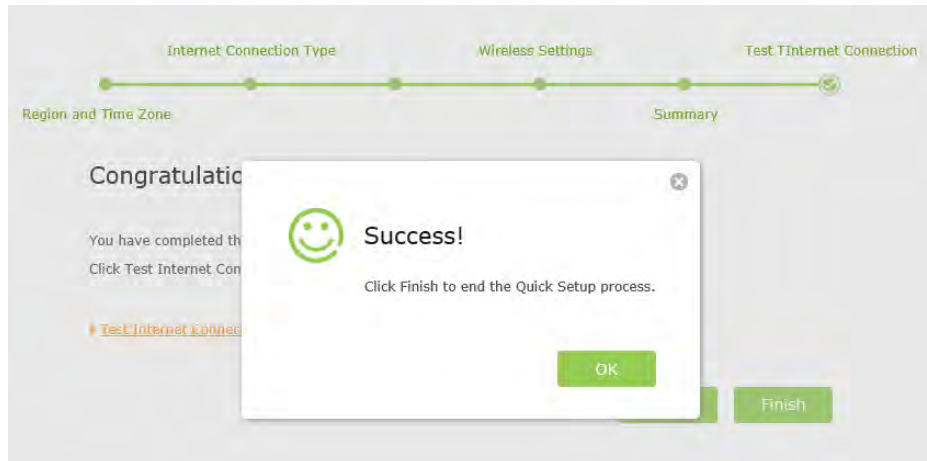 Internet Connection Type
Wireless Settings
Test TInternet Connection
Region and Time Zone
Summary
Congratulatic
Success!
You have completed th
Click Test Internet Con
Click Finish to end the Quick Setup process.
Test Internet Connec
OK
Finish